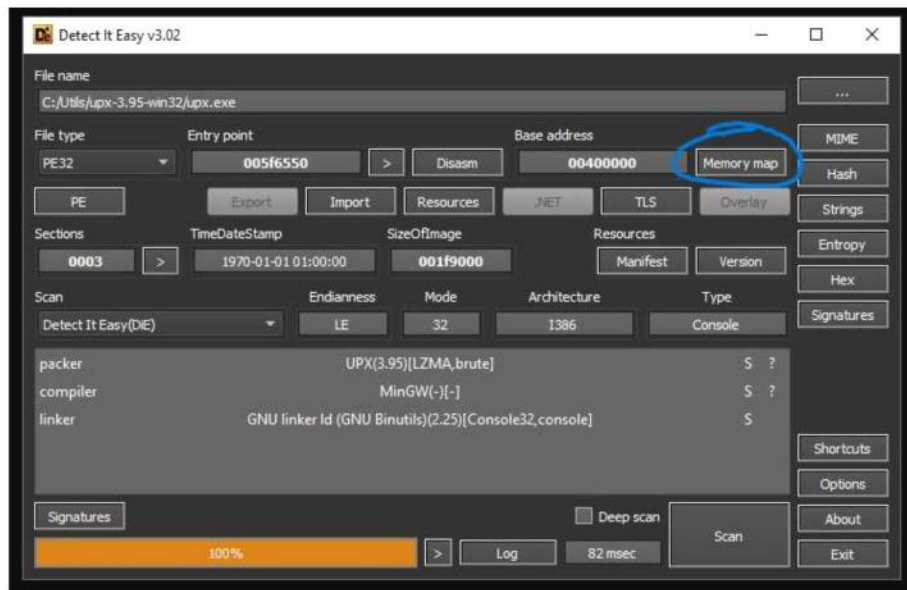 Detect It Easy v3.02
File name
C:/Utils/upx-3.95-win32/upx.exe
...
File type Entry point Base address
PE32 005f6550 > Disasm 00400000 Memory map
MIME
Hash
PE Export Import Resources .NET TLS Overlay
Strings
Sections TimeDateStamp SizeOfImage Resources
Entropy
0003 > 1970-01-01 01:00:00 001f9000 Manifest Version
Hex
Scan Endianness Mode Architecture Type
Signatures
Detect It Easy(DiE) LE 32 I386 Console
packer UPX(3.95)[LZMA,brute] S ?
compiler MinGW(-)[-] S ?
linker GNU linker ld (GNU Binutils)(2.25)[Console32,console] S
Shortcuts
Options
Signatures Deep scan
About
Scan
100% > Log 82 msec
Exit